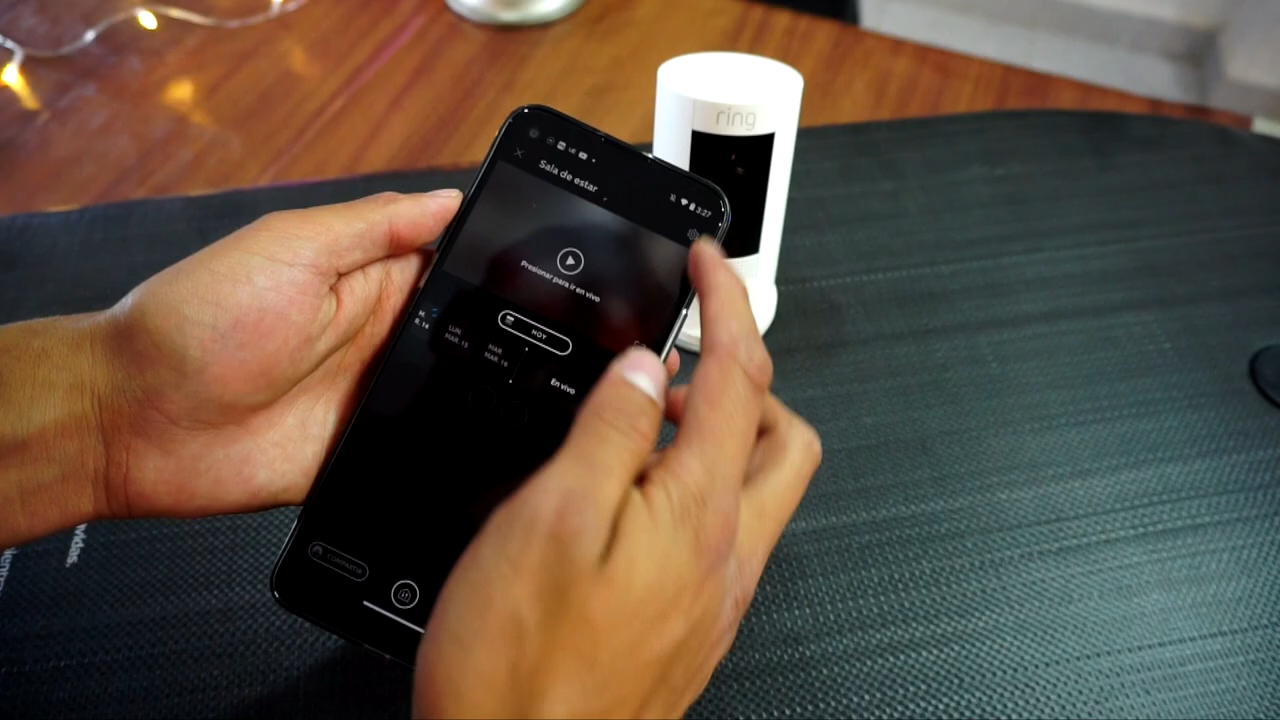 ring
Sala de estar
3:27
Presionar para ir en vivo
HOY
LUN.
MAR. 15
MAR
MAR. 16
En vivo
COMPARTIR